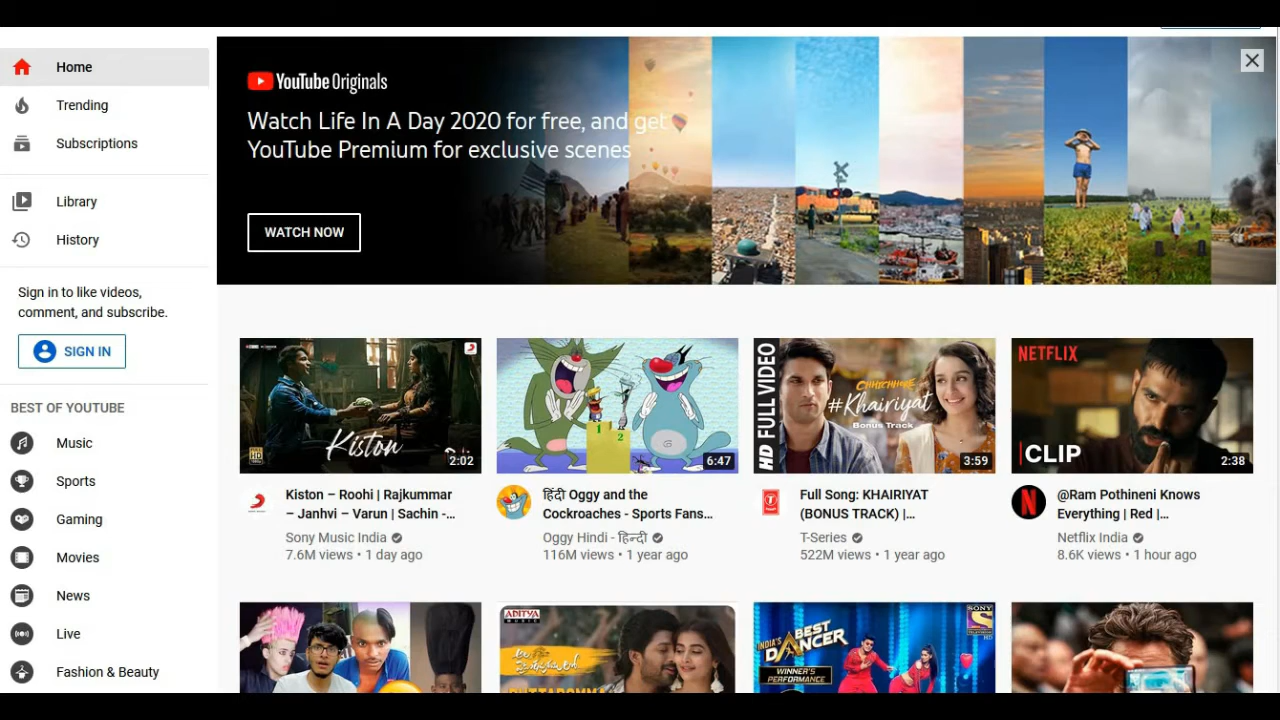 Home
Trending
Subscriptions
Library
History
Sign in to like videos,
comment, and subscribe.
SIGN IN
BEST OF YOUTUBE
Music
Sports
Gaming
Movies
News
Live
Fashion & Beauty
YouTube Originals
Watch Life In A Day 2020 for free, and get
YouTube Premium for exclusive scenes
WATCH NOW
Kiston
2:02
Kiston – Roohi | Rajkummar
– Janhvi – Varun | Sachin -...
Sony Music India
7.6M views • 1 day ago
1
2
6:47
हिंदी Oggy and the
Cockroaches - Sports Fans...
Oggy Hindi - हिन्दी
116M views • 1 year ago
HD FULL VIDEO
CHHICHHORE
#Khairiyat
Bonus Track
3:59
Full Song: KHAIRIYAT
(BONUS TRACK) |...
T-Series
522M views • 1 year ago
NETFLIX
CLIP
2:38
@Ram Pothineni Knows
Everything | Red |...
Netflix India
8.6K views • 1 hour ago
ADITYA
MUSIC
INDIA'S
BEST
DANCER
WINNER'S
PERFORMANCE
SONY